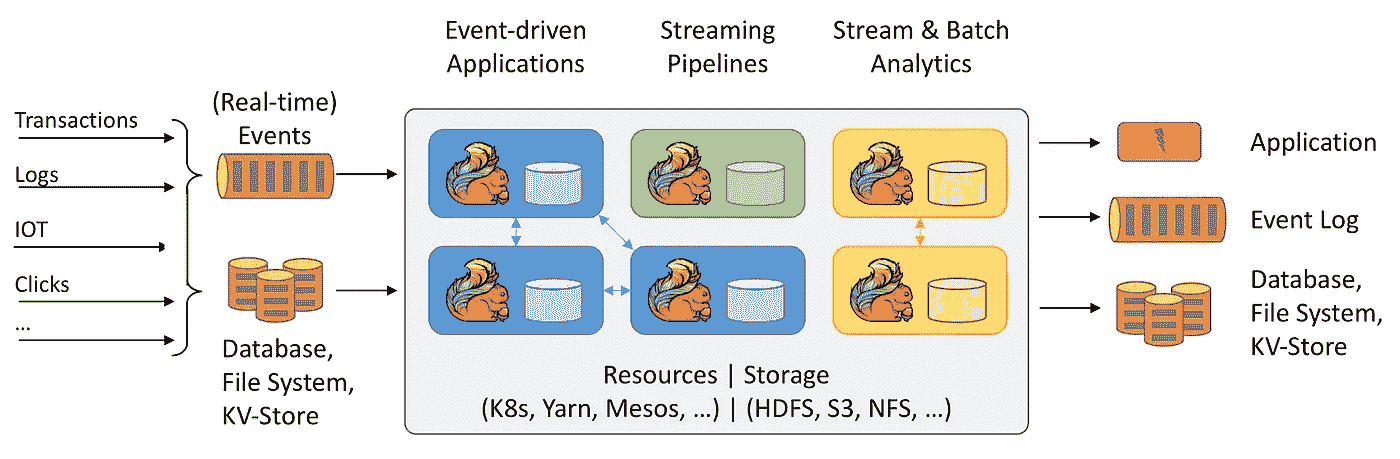 Event-driven
Applications
Streaming
Pipelines
Stream & Batch
Analytics
Transactions
Logs
IOT
Clicks
...
(Real-time)
Events
Database,
File System,
KV-Store
Resources | Storage
(K8s, Yarn, Mesos, ...) | (HDFS, S3, NFS, ...)
Application
Event Log
Database,
File System,
KV-Store